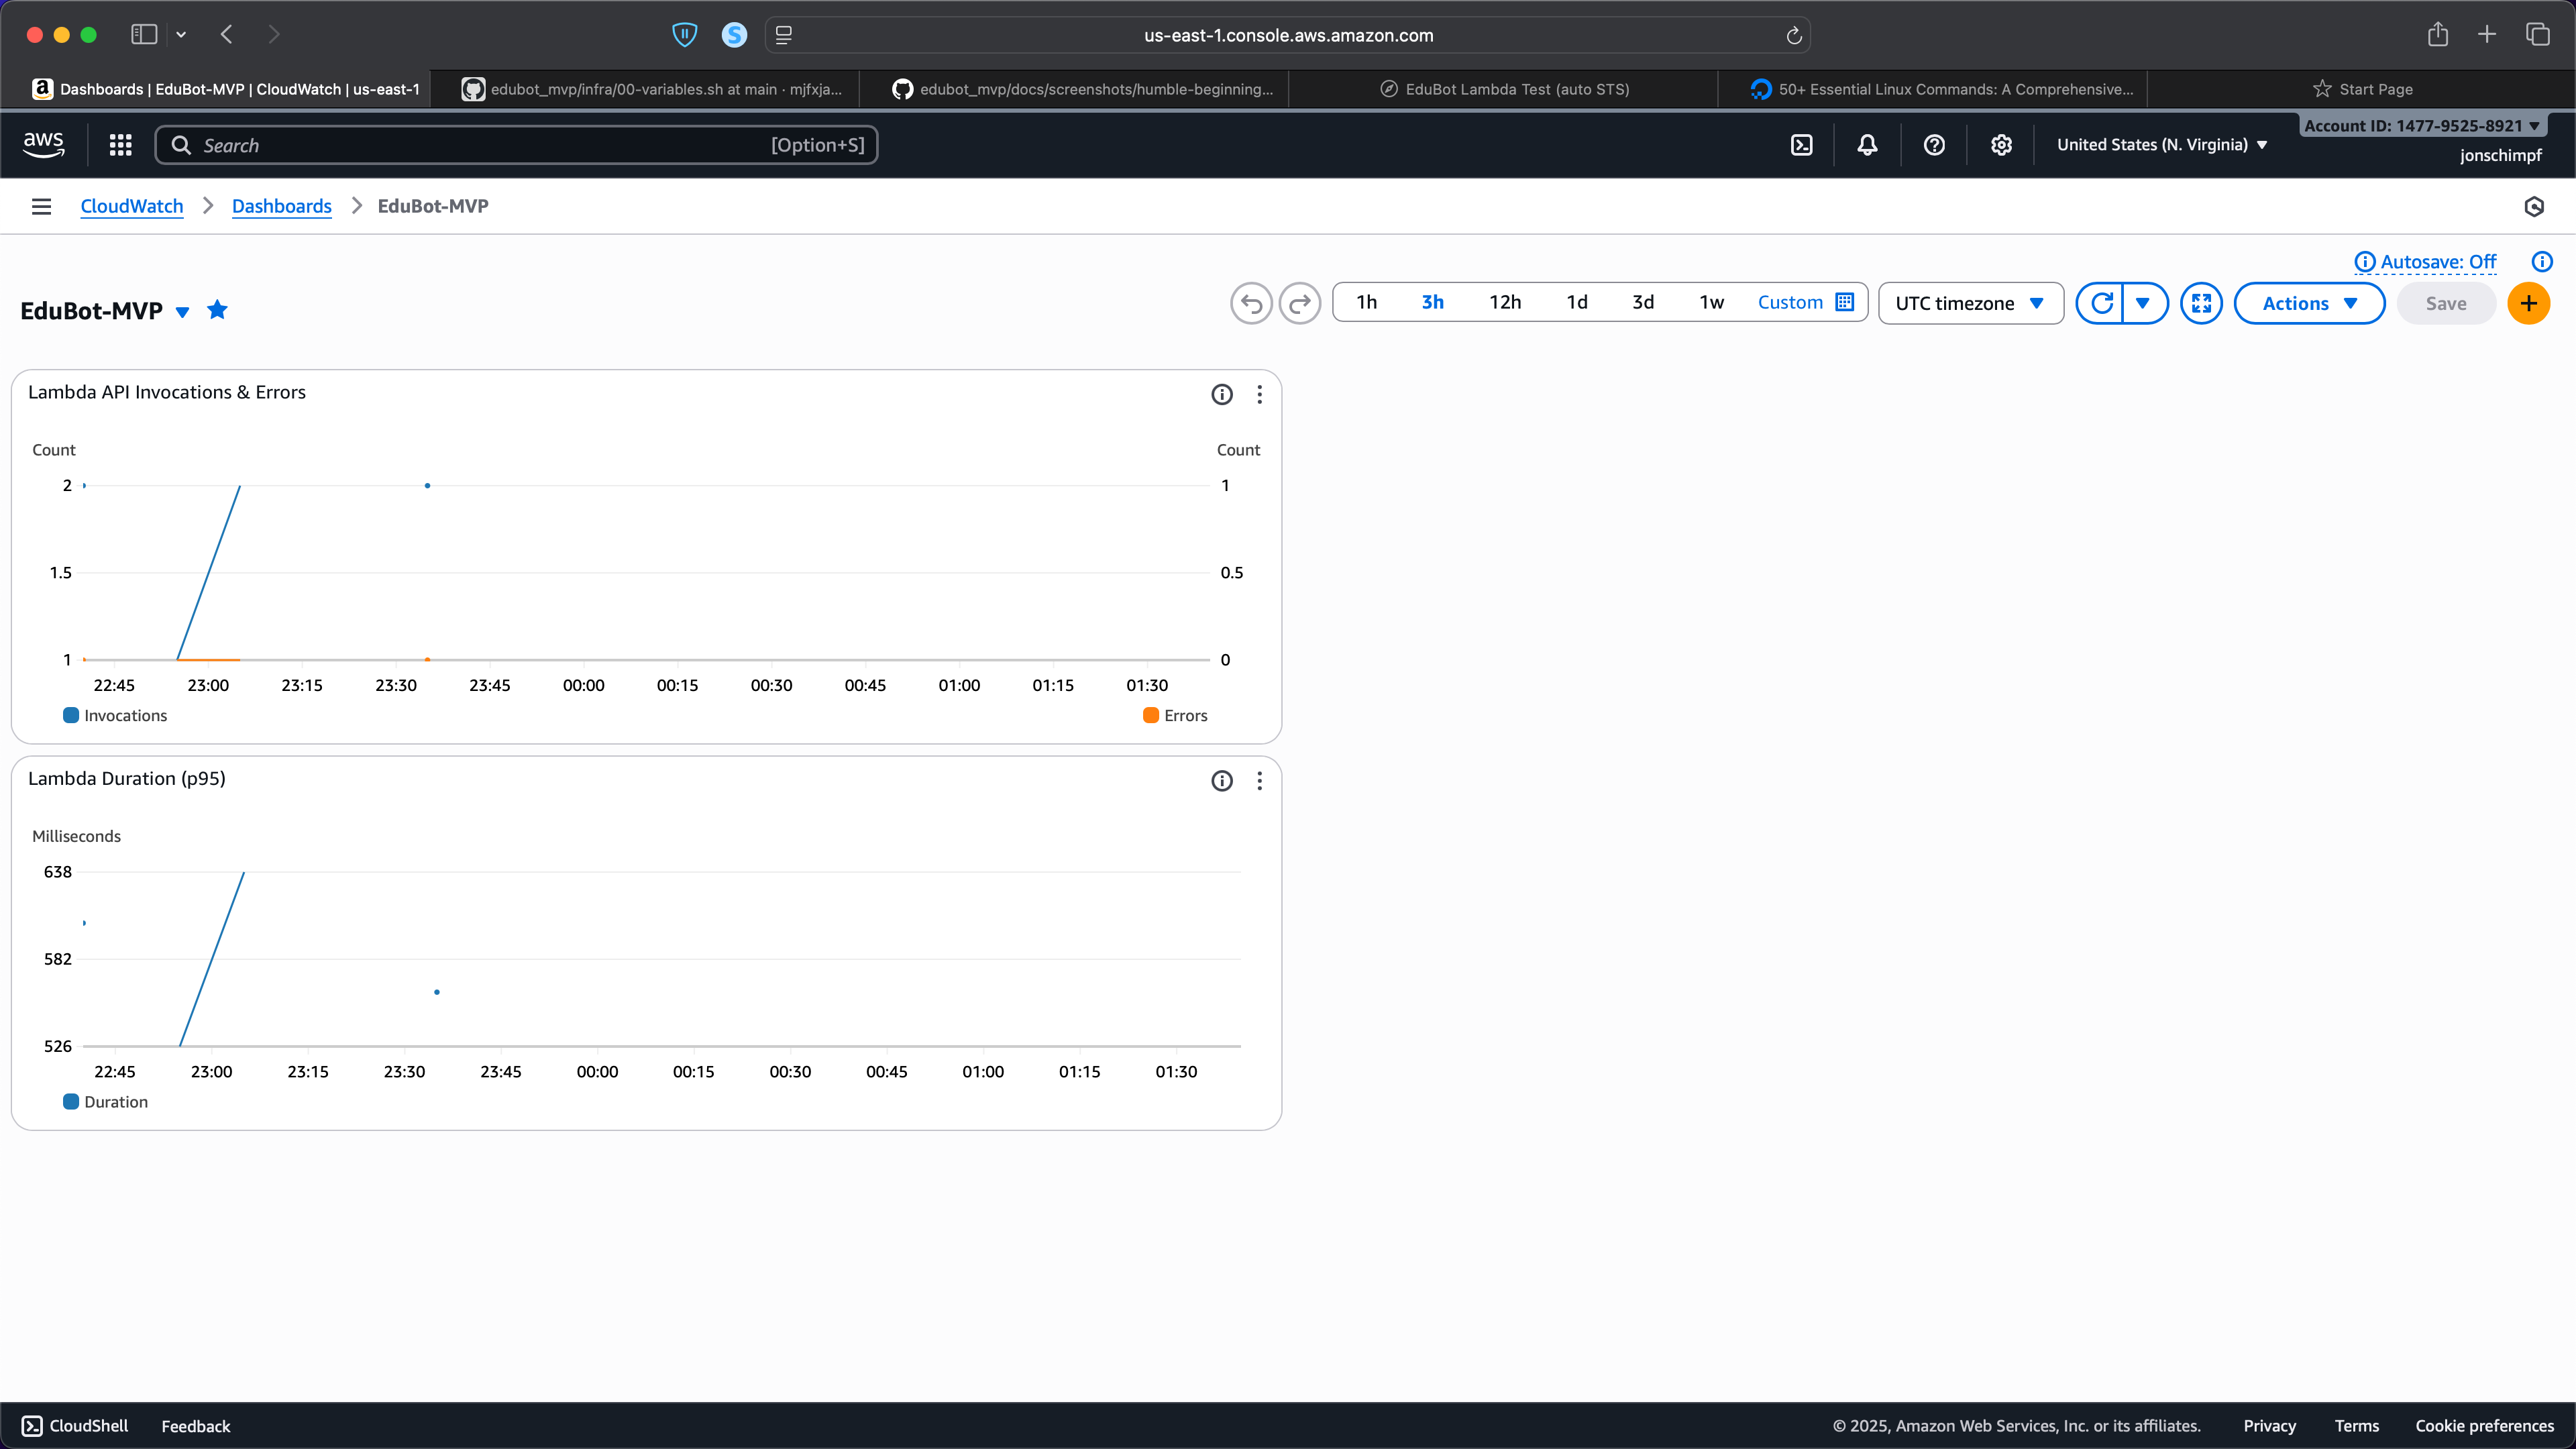 us-east-1.console.aws.amazon.com
Dashboards | EduBot-MVP | CloudWatch | us-east-1
edubot_mvp/infra/00-variables.sh at main · mjfxja...
edubot_mvp/docs/screenshots/humble-beginning...
EduBot Lambda Test (auto STS)
50+ Essential Linux Commands: A Comprehensive...
Start Page
aws
Search
[Option+S]
United States (N. Virginia)
Account ID: 1477-9525-8921
jonschimpf
CloudWatch
Dashboards
EduBot-MVP
Autosave: Off
EduBot-MVP
1h 3h 12h 1d 3d 1w Custom
UTC timezone
Actions
Save
Lambda API Invocations & Errors
Count Count
2 1
1.5 0.5
1 0
22:45 23:00 23:15 23:30 23:45 00:00 00:15 00:30 00:45 01:00 01:15 01:30
Invocations Errors
Lambda Duration (p95)
Milliseconds
638
582
526
22:45 23:00 23:15 23:30 23:45 00:00 00:15 00:30 00:45 01:00 01:15 01:30
Duration
CloudShell Feedback © 2025, Amazon Web Services, Inc. or its affiliates. Privacy Terms Cookie preferences